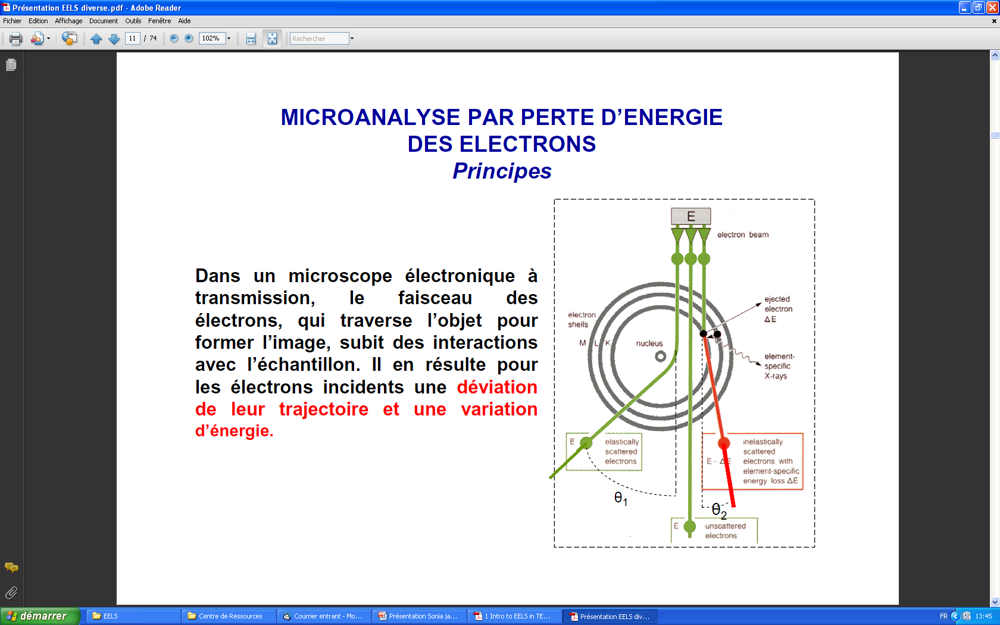 Présentation EELS diverse.pdf - Adobe Reader
Fichier Edition Affichage Document Outils Fenêtre Aide
11 / 74 102% Rechercher
MICROANALYSE PAR PERTE D’ENERGIE
DES ELECTRONS
Principes
Dans un microscope électronique à
transmission, le faisceau des
électrons, qui traverse l’objet pour
former l’image, subit des interactions
avec l’échantillon. Il en résulte pour
les électrons incidents une déviation
de leur trajectoire et une variation
d’énergie.
E
electron beam
ejected
electron
ΔE
electron
shells
M L K nucleus
element-
specific
X-rays
E elastically
scattered
electrons
inelastically
scattered
E - ΔE electrons with
element-specific
energy loss ΔE
θ1
θ2
E unscattered
electrons
démarrer EELS Centre de Ressources Courrier entrant - Mo... Présentation Sonia ja... 1 Intro to EELS in TE... Présentation EELS div... FR 13:45